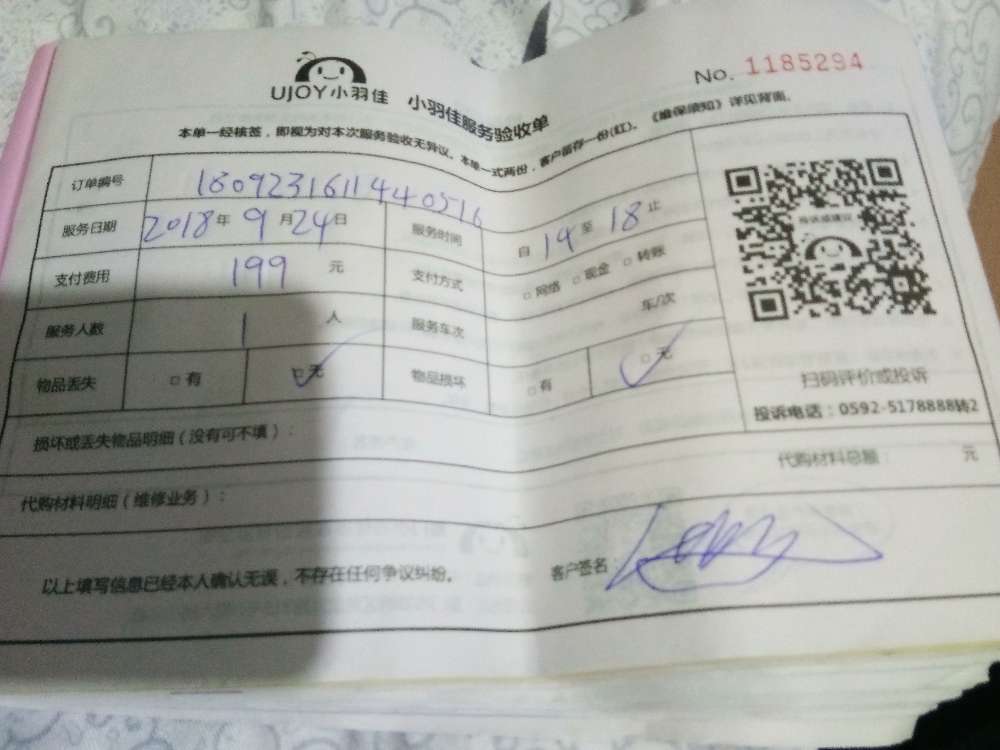 UJOY小羽佳 小羽佳服务验收单
No. 1185294
本单一经核签，即视为对本次服务验收无异议。本单一式两份，客户留存一份(红)。《维保须知》详见背面。
订单编号 1809231611440516
服务日期 2018年9月24日 服务时间 自14至18止
支付费用 199元 支付方式 □网络 □现金 □转账
服务人数 1人 服务车次 车/次
物品丢失 □有 □无 物品损坏 □有 □无
投诉或建议
扫码评价或投诉
投诉电话：0592-5178888转2
损坏或丢失物品明细（没有可不填）：
代购材料总额： 元
代购材料明细（维修业务）：
以上填写信息已经本人确认无误，不存在任何争议纠纷。
客户签名：